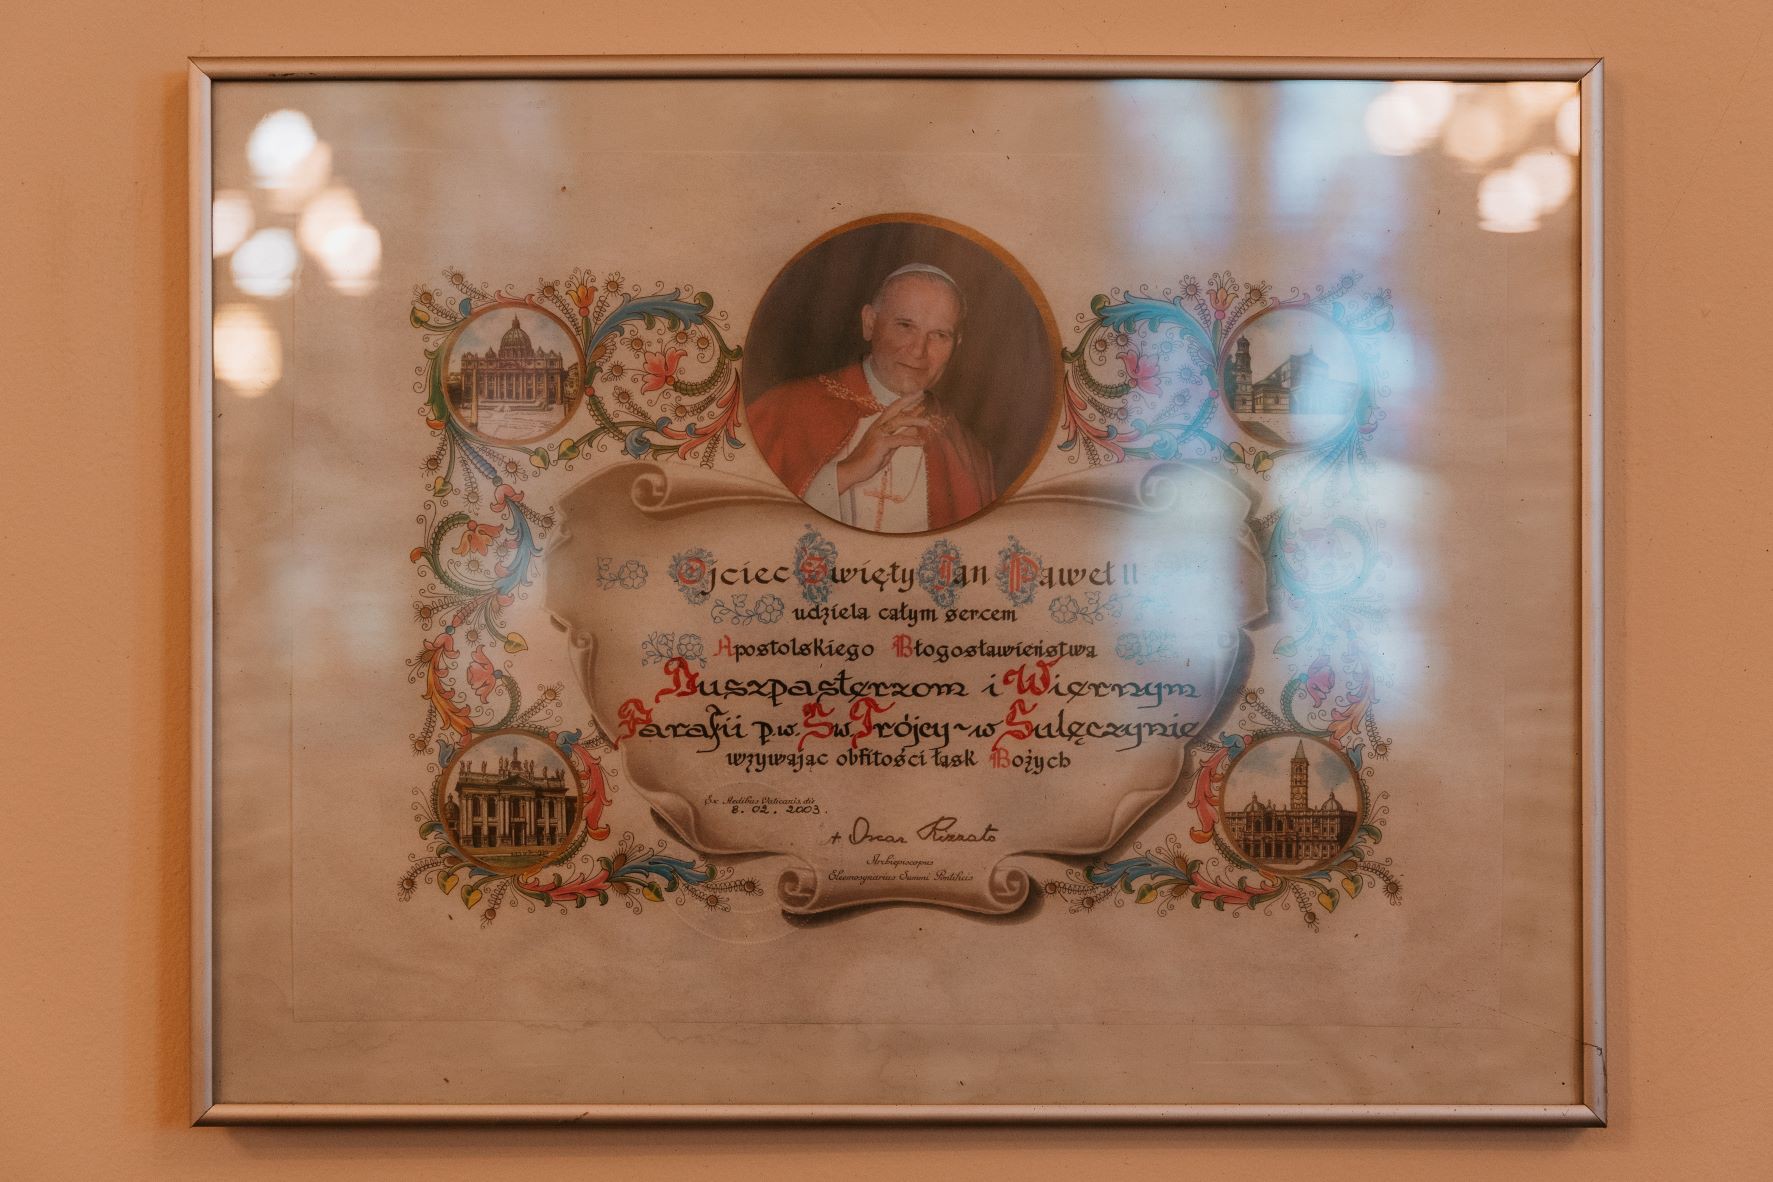 Ojciec Święty Jan Paweł II
udziela całym sercem
Apostolskiego Błogosławieństwa
Duszpasterzom i Wiernym
Parafii p.w. Św. Trójcy ~ w Sulęczynie
wzywając obfitości łask Bożych
Ex Aedibus Vaticanis, die
8. 02. 2003.
+ Oscar Rizzato
Archiepiscopus
Eleemosynarius Summi Pontificis